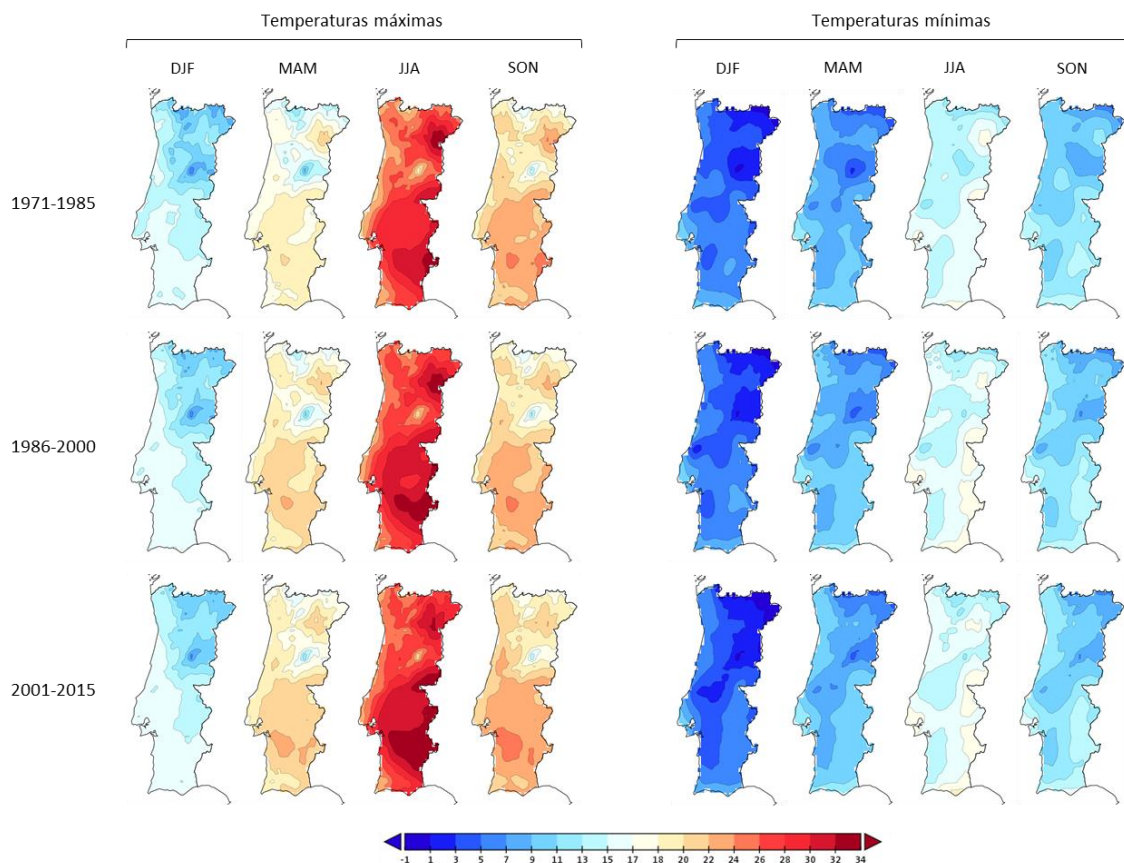 Temperaturas máximas
Temperaturas mínimas
DJF MAM JJA SON DJF MAM JJA SON
1971-1985
1986-2000
2001-2015
-1 1 3 5 7 9 11 13 15 17 18 20 22 24 26 28 30 32 34